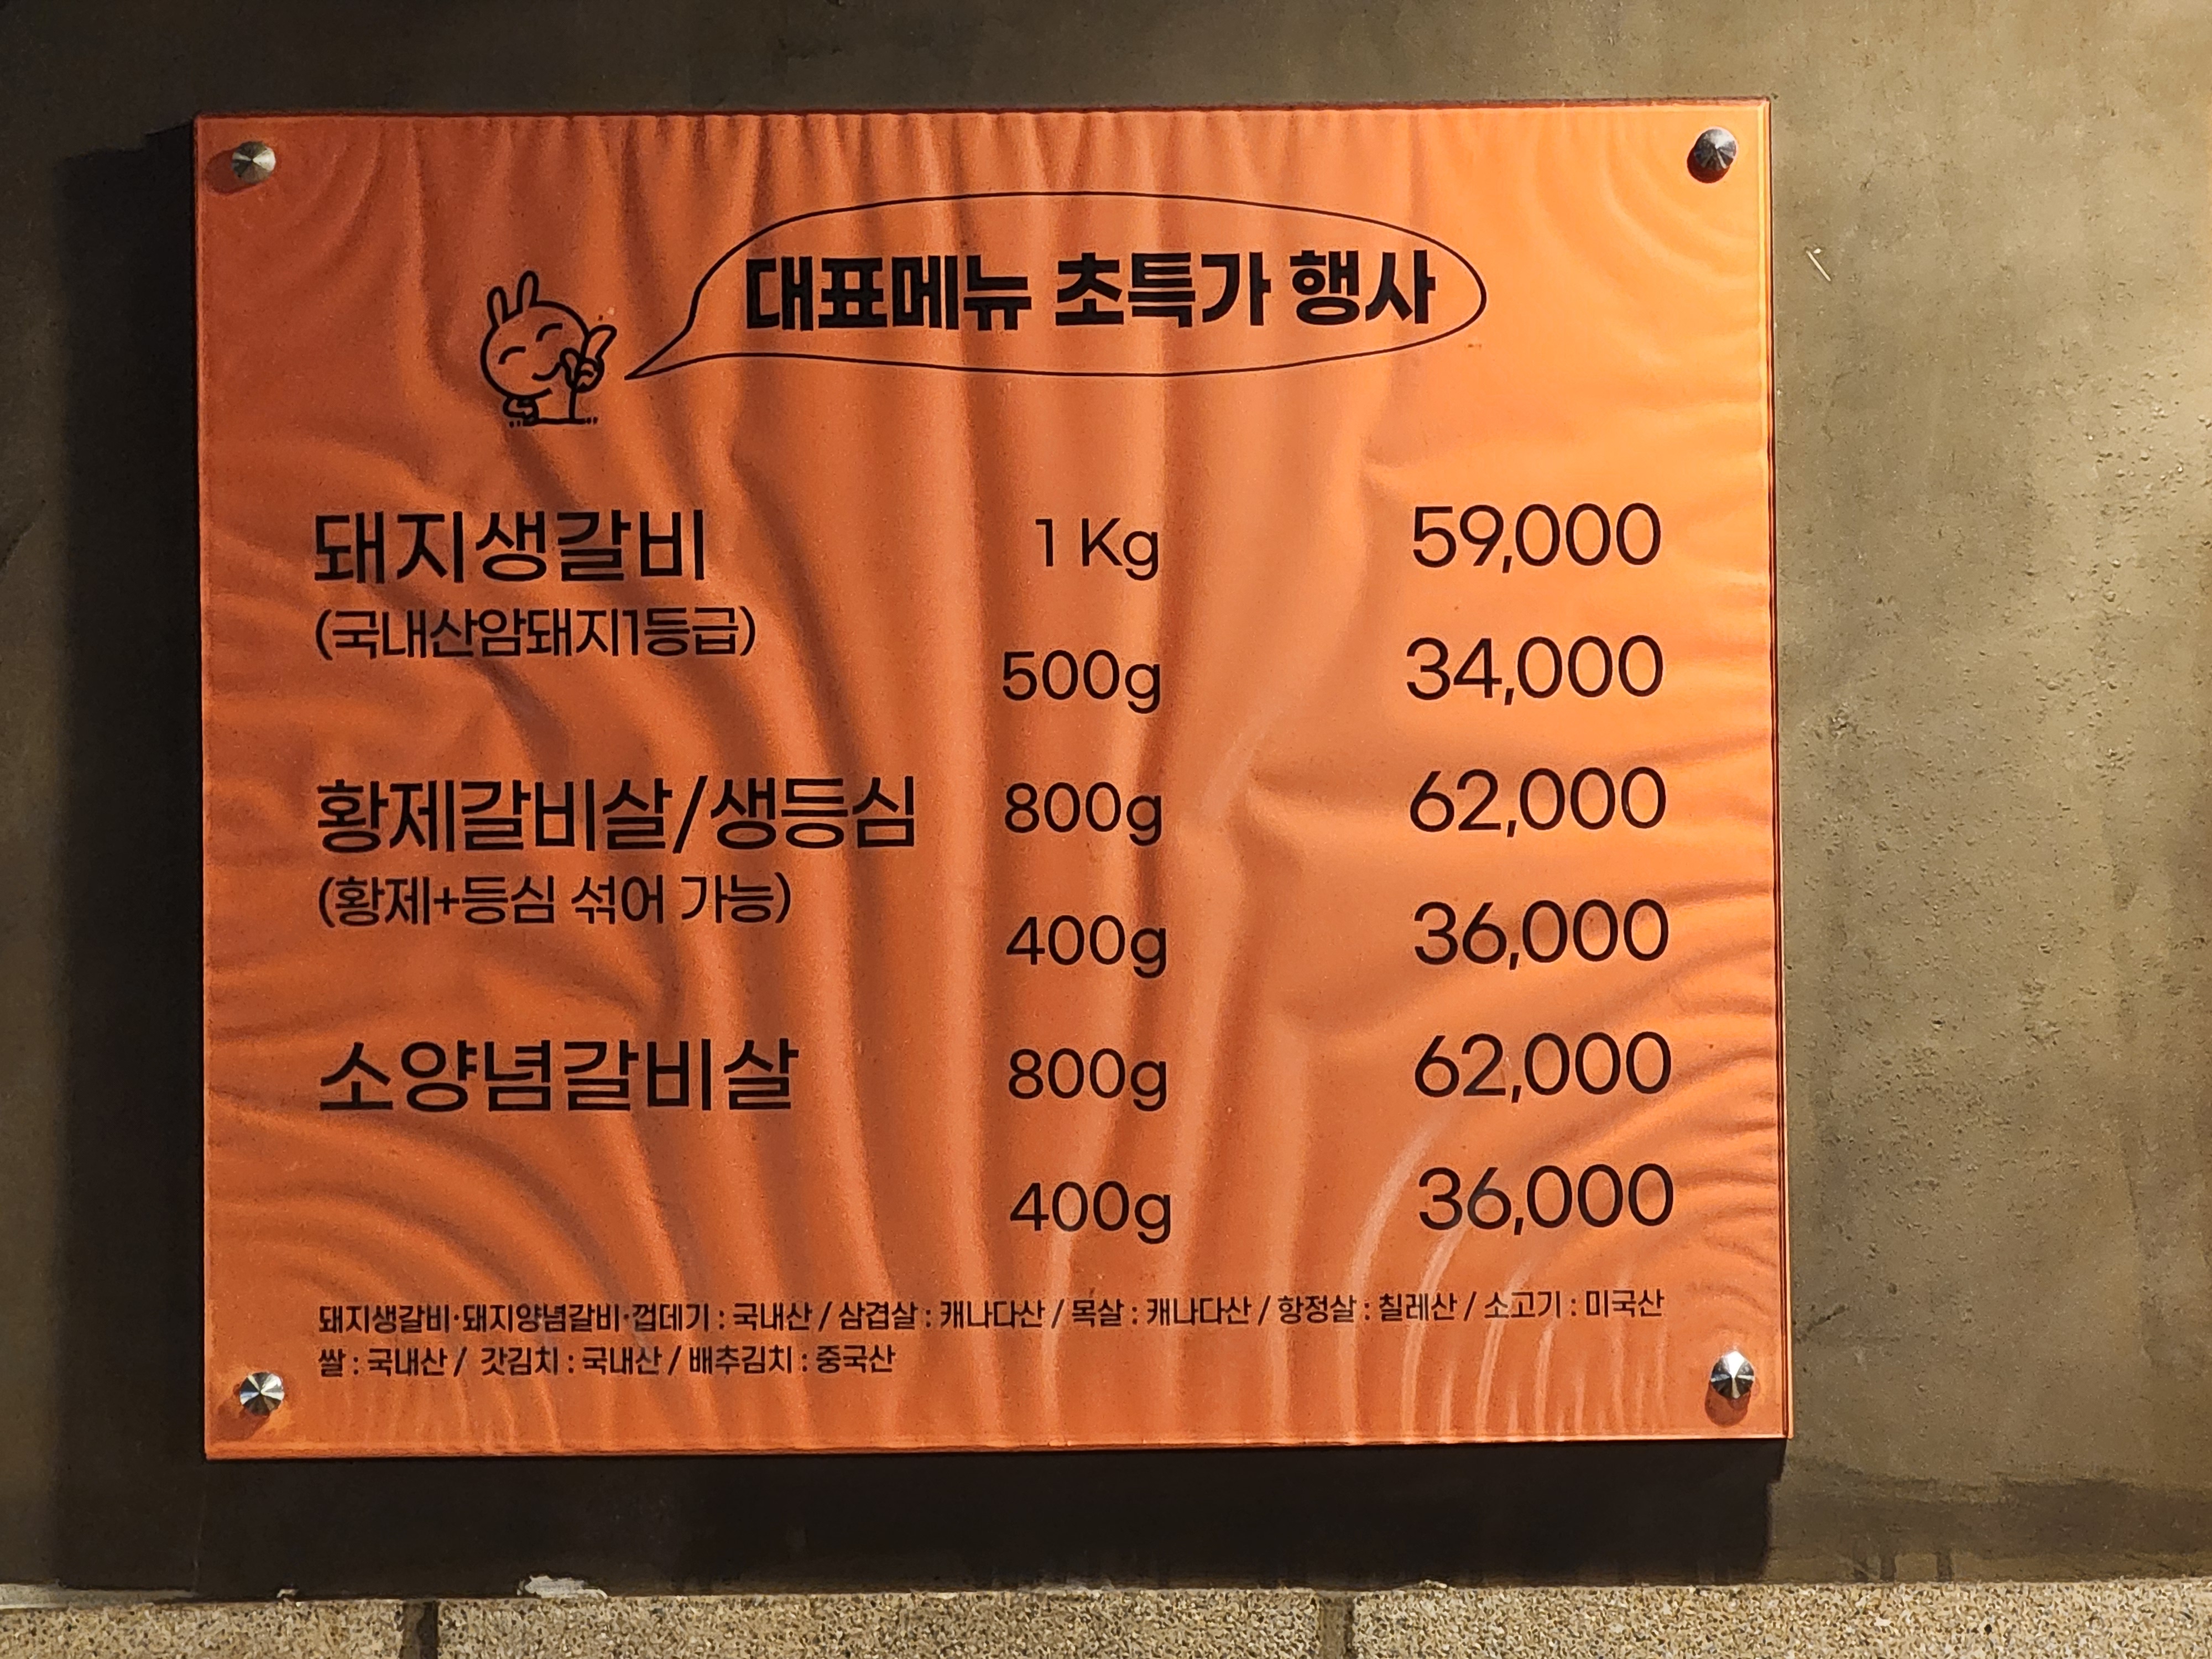 대표메뉴 초특가 행사
돼지생갈비 1 Kg 59,000
(국내산암돼지1등급)
500g 34,000
황제갈비살/생등심 800g 62,000
(황제+등심 섞어 가능)
400g 36,000
소양념갈비살 800g 62,000
400g 36,000
돼지생갈비·돼지양념갈비·껍데기 : 국내산 / 삼겹살 : 캐나다산 / 목살 : 캐나다산 / 항정살 : 칠레산 / 소고기 : 미국산
쌀 : 국내산 / 갓김치 : 국내산 / 배추김치 : 중국산